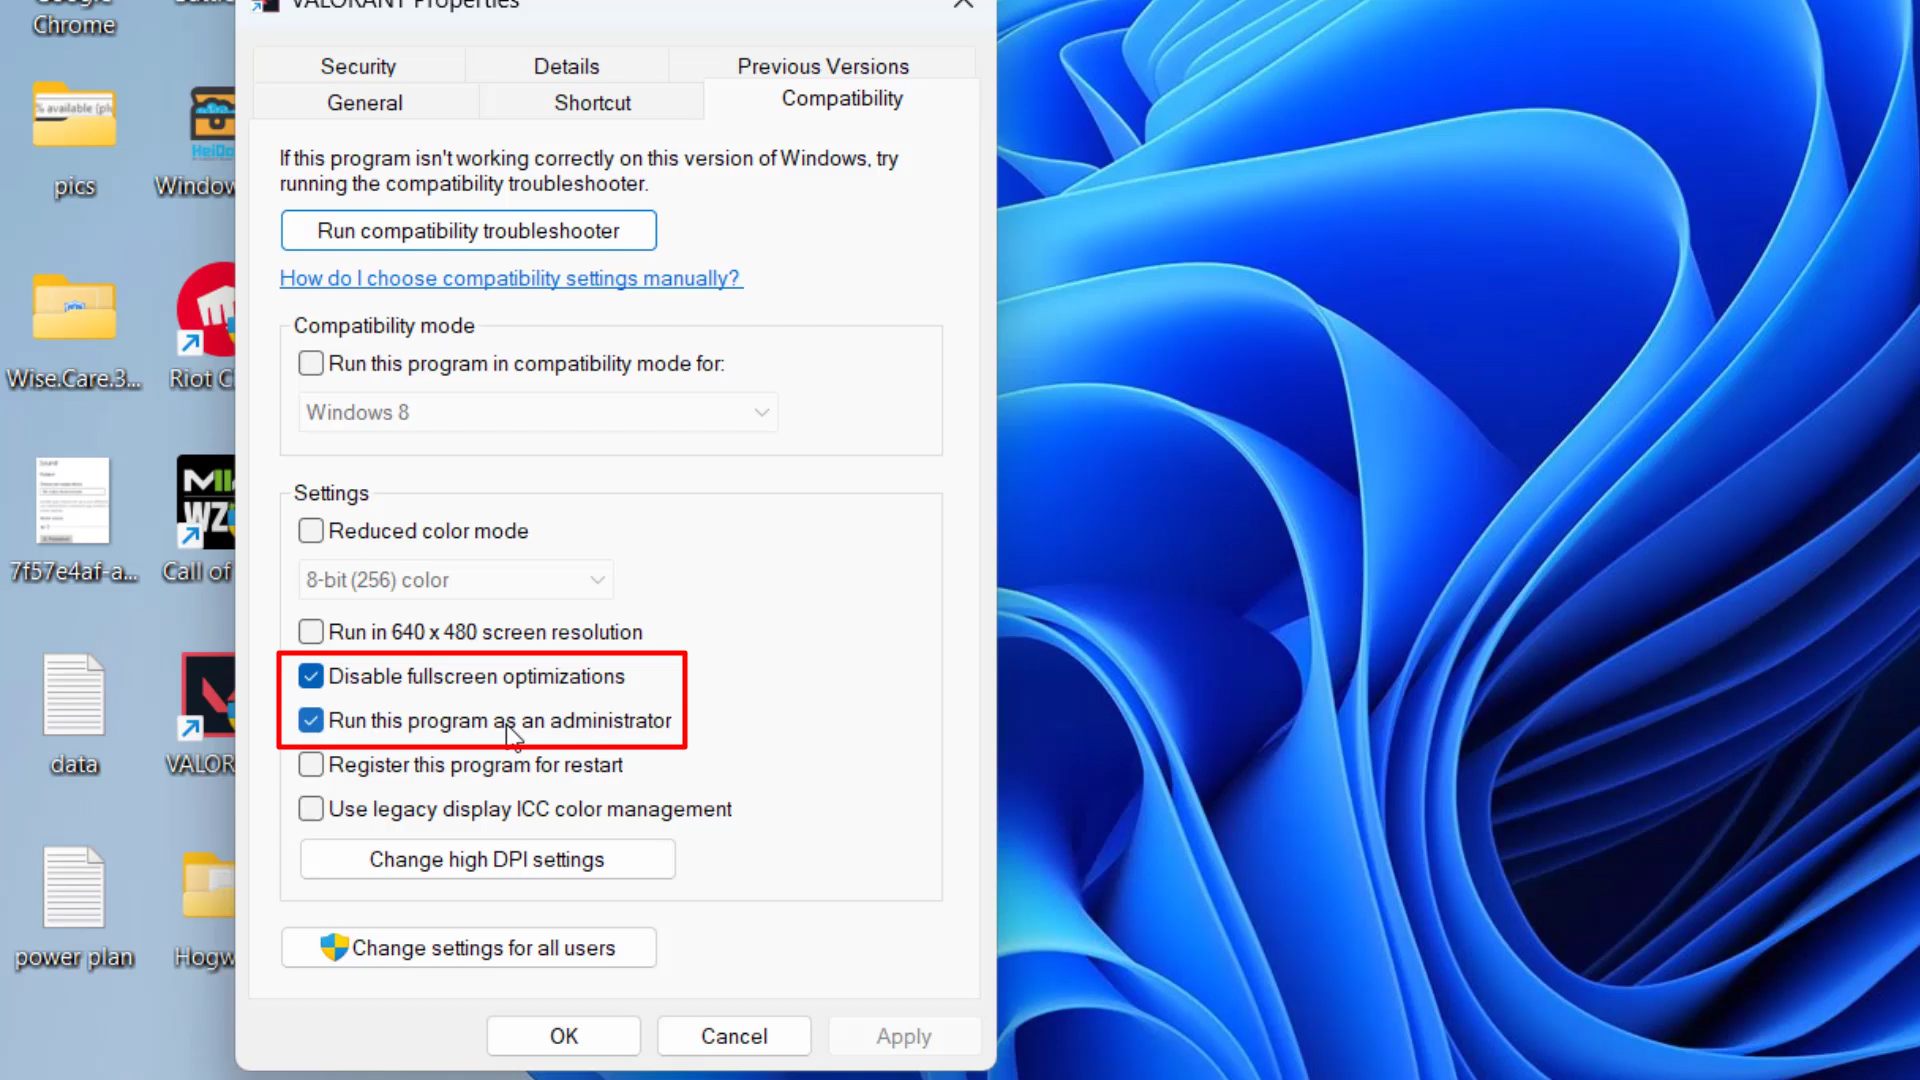 Chrome
% available (plu
pics
Window
Wise.Care.3...
Riot C
7f57e4af-a...
WZ
Call of
data
VALOR
power plan
Hogw
VALORANT Properties
Security
Details
Previous Versions
General
Shortcut
Compatibility
If this program isn't working correctly on this version of Windows, try
running the compatibility troubleshooter.
Run compatibility troubleshooter
How do I choose compatibility settings manually?
Compatibility mode
Run this program in compatibility mode for:
Windows 8
Settings
Reduced color mode
8-bit (256) color
Run in 640 x 480 screen resolution
Disable fullscreen optimizations
Run this program as an administrator
Register this program for restart
Use legacy display ICC color management
Change high DPI settings
Change settings for all users
OK
Cancel
Apply